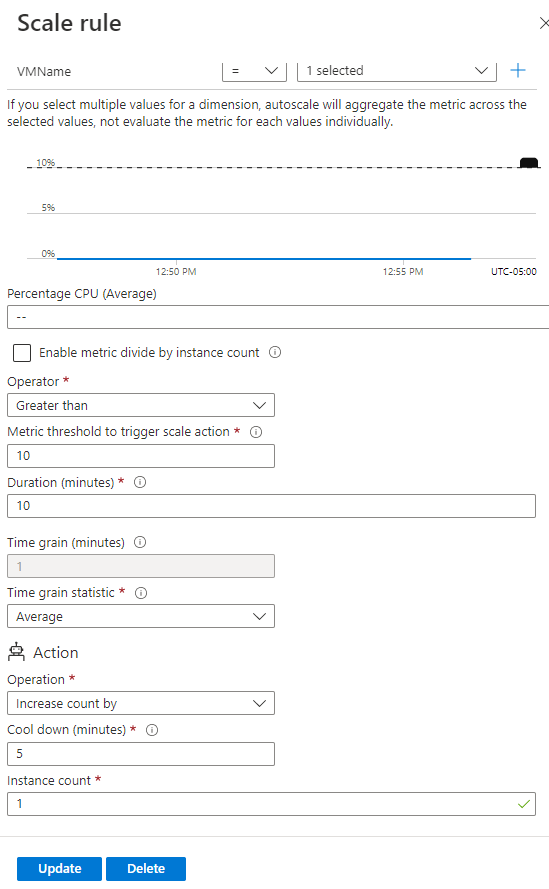 Scale rule
VMName = 1 selected
If you select multiple values for a dimension, autoscale will aggregate the metric across the
selected values, not evaluate the metric for each values individually.
10%
5%
0%
12:50 PM 12:55 PM UTC-05:00
Percentage CPU (Average)
--
Enable metric divide by instance count
Operator *
Greater than
Metric threshold to trigger scale action *
10
Duration (minutes) *
10
Time grain (minutes)
1
Time grain statistic *
Average
Action
Operation *
Increase count by
Cool down (minutes) *
5
Instance count *
1
Update Delete